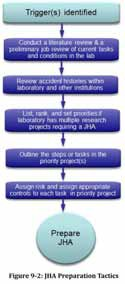 Trigger(s) identified
Conduct a literature review & a
preliminary job review of current tasks
and conditions in the lab
Review accident histories within
laboratory and other institutions
List, rank, and set priorities if
laboratory has multiple research
projects requiring a JHA
Outline the steps or tasks in the
priority project(s)
Assign risk and assign appropriate
controls to each task in priority project
Prepare
JHA
Figure 9-2: JHA Preparation Tactics